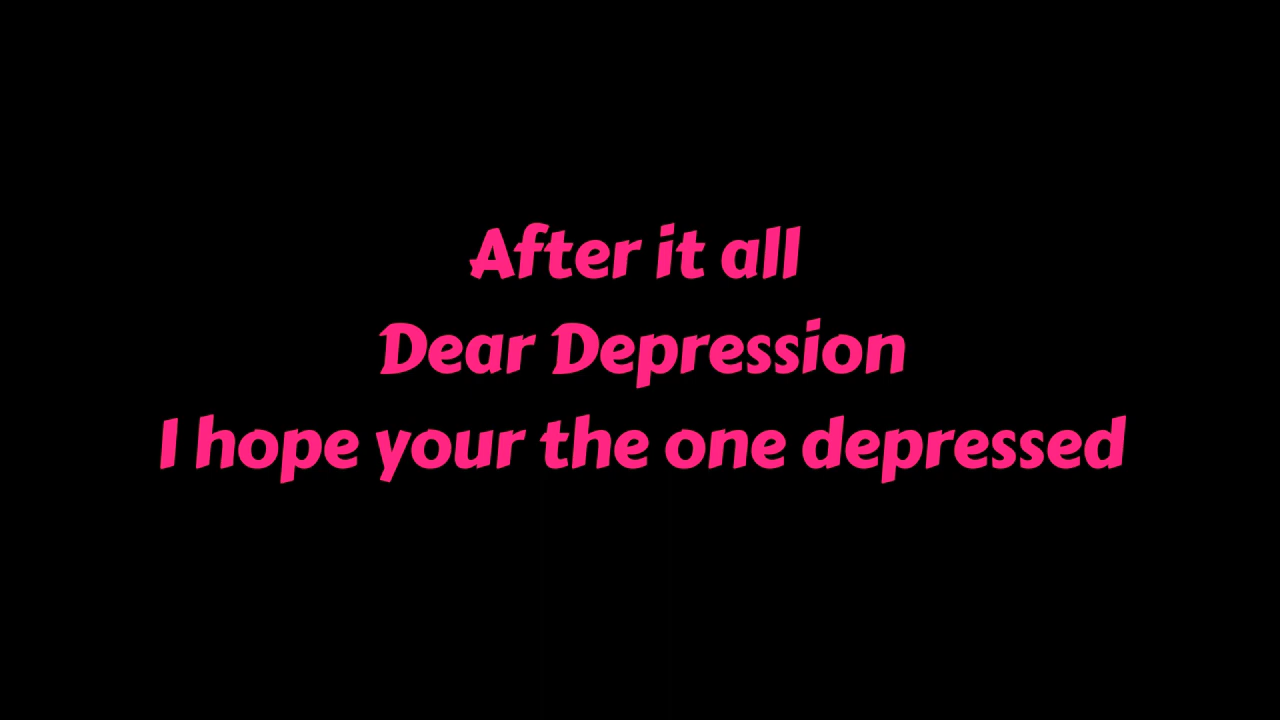 After it all
Dear Depression
I hope your the one depressed